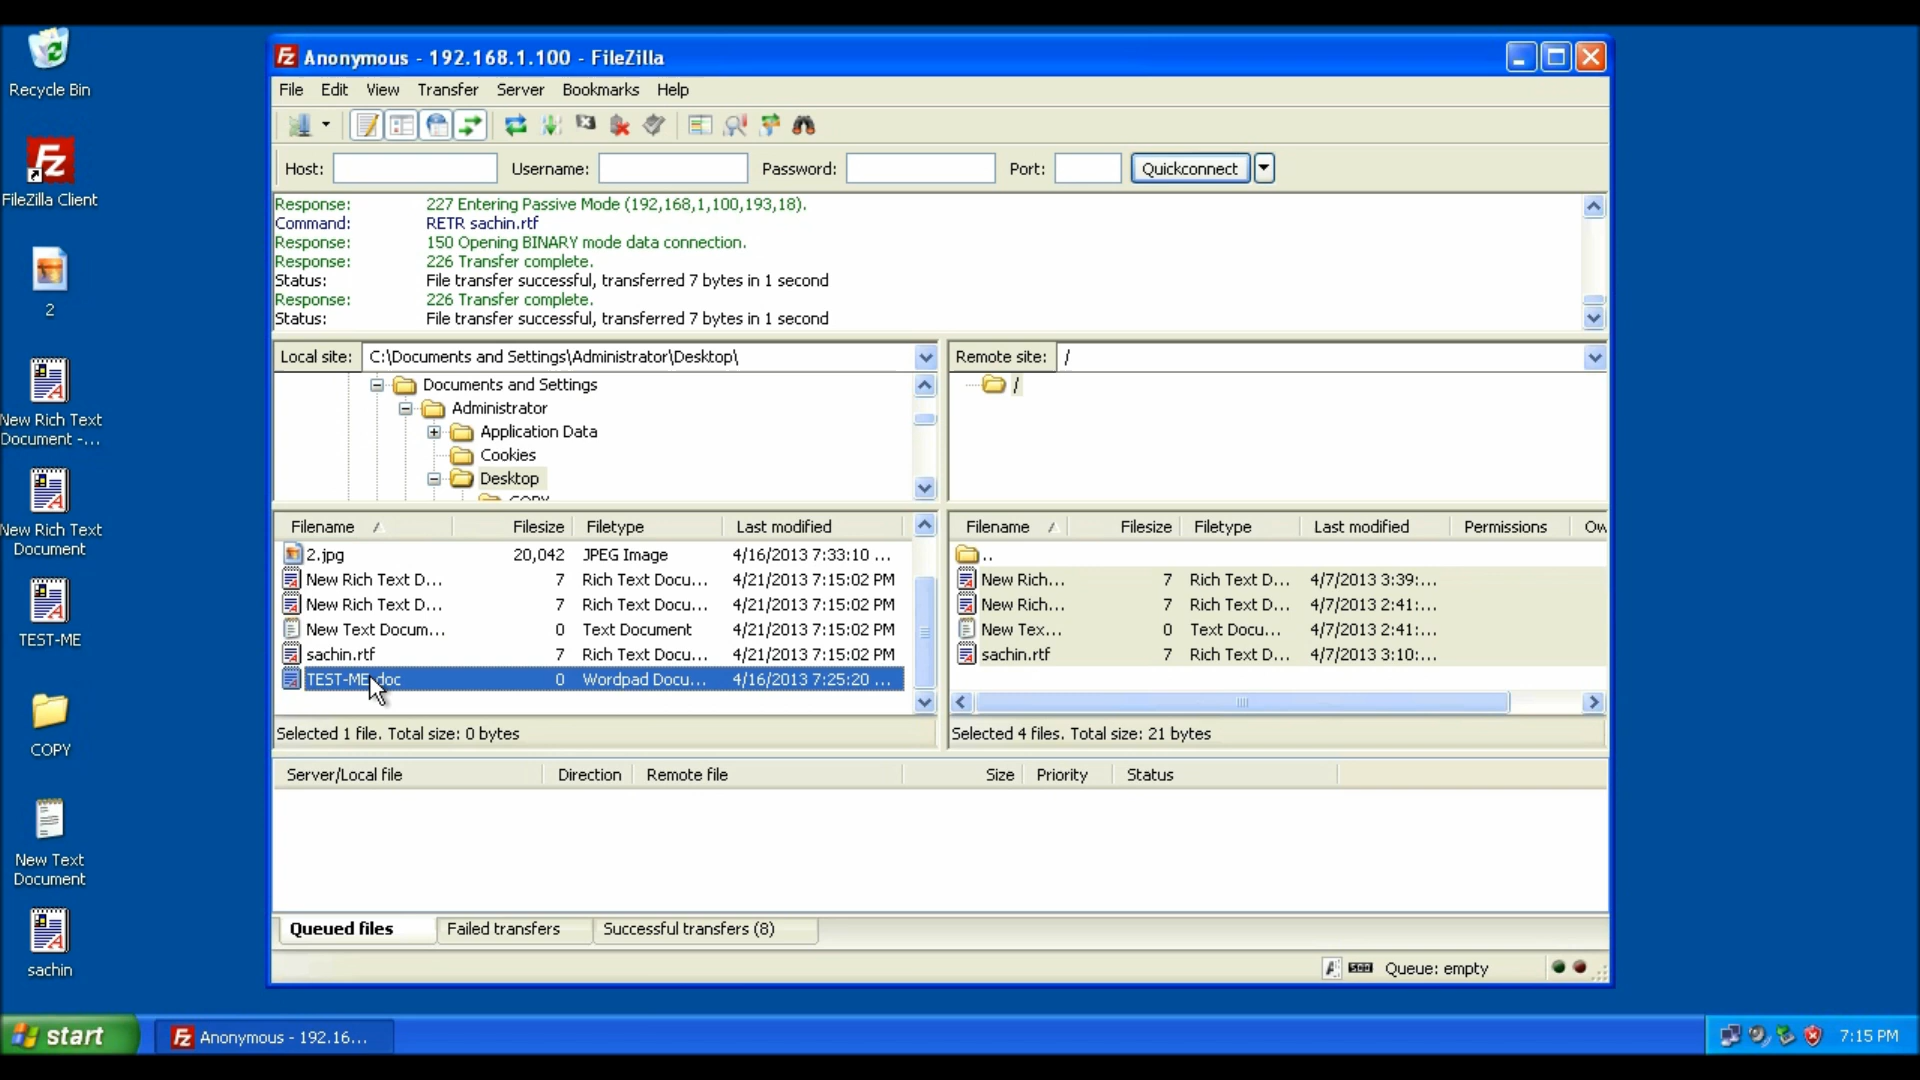 Recycle Bin
FileZilla Client
2
New Rich Text
Document -...
New Rich Text
Document
TEST-ME
COPY
New Text
Document
sachin
Anonymous - 192.168.1.100 - FileZilla
File Edit View Transfer Server Bookmarks Help
Host: Username: Password: Port: Quickconnect
Response: 227 Entering Passive Mode (192,168,1,100,193,18).
Command: RETR sachin.rtf
Response: 150 Opening BINARY mode data connection.
Response: 226 Transfer complete.
Status: File transfer successful, transferred 7 bytes in 1 second
Response: 226 Transfer complete.
Status: File transfer successful, transferred 7 bytes in 1 second
Local site: C:\Documents and Settings\Administrator\Desktop\
Documents and Settings
Administrator
Application Data
Cookies
Desktop
COPY
Remote site: /
/
Filename Filesize Filetype Last modified
2.jpg 20,042 JPEG Image 4/16/2013 7:33:10 ...
New Rich Text D... 7 Rich Text Docu... 4/21/2013 7:15:02 PM
New Rich Text D... 7 Rich Text Docu... 4/21/2013 7:15:02 PM
New Text Docum... 0 Text Document 4/21/2013 7:15:02 PM
sachin.rtf 7 Rich Text Docu... 4/21/2013 7:15:02 PM
TEST-ME.doc 0 Wordpad Docu... 4/16/2013 7:25:20 ...
Selected 1 file. Total size: 0 bytes
Filename Filesize Filetype Last modified Permissions Ow
..
New Rich... 7 Rich Text D... 4/7/2013 3:39:...
New Rich... 7 Rich Text D... 4/7/2013 2:41:...
New Tex... 0 Text Docu... 4/7/2013 2:41:...
sachin.rtf 7 Rich Text D... 4/7/2013 3:10:...
Selected 4 files. Total size: 21 bytes
Server/Local file Direction Remote file Size Priority Status
Queued files Failed transfers Successful transfers (8)
Queue: empty
start
Anonymous - 192.16...
7:15 PM